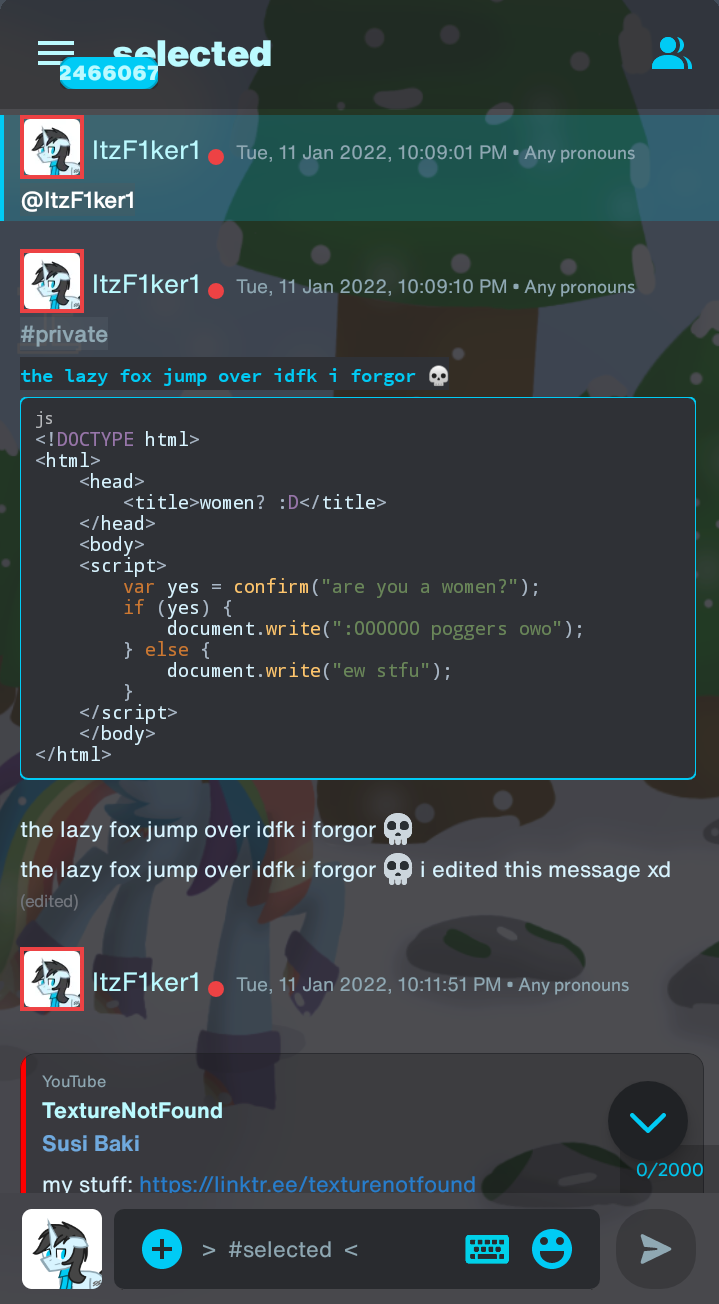 selected
2466067
ItzF1ker1 Tue, 11 Jan 2022, 10:09:01 PM • Any pronouns
@ItzF1ker1
ItzF1ker1 Tue, 11 Jan 2022, 10:09:10 PM • Any pronouns
#private
the lazy fox jump over idfk i forgor 💀
js
<!DOCTYPE html>
<html>
    <head>
        <title>women? :D</title>
    </head>
    <body>
    <script>
        var yes = confirm("are you a women?");
        if (yes) {
            document.write(":OOOOOO poggers owo");
        } else {
            document.write("ew stfu");
        }
    </script>
    </body>
</html>
the lazy fox jump over idfk i forgor 💀
the lazy fox jump over idfk i forgor 💀 i edited this message xd
(edited)
ItzF1ker1 Tue, 11 Jan 2022, 10:11:51 PM • Any pronouns
YouTube
TextureNotFound
Susi Baki
my stuff: https://linktr.ee/texturenotfound
0/2000
> #selected <